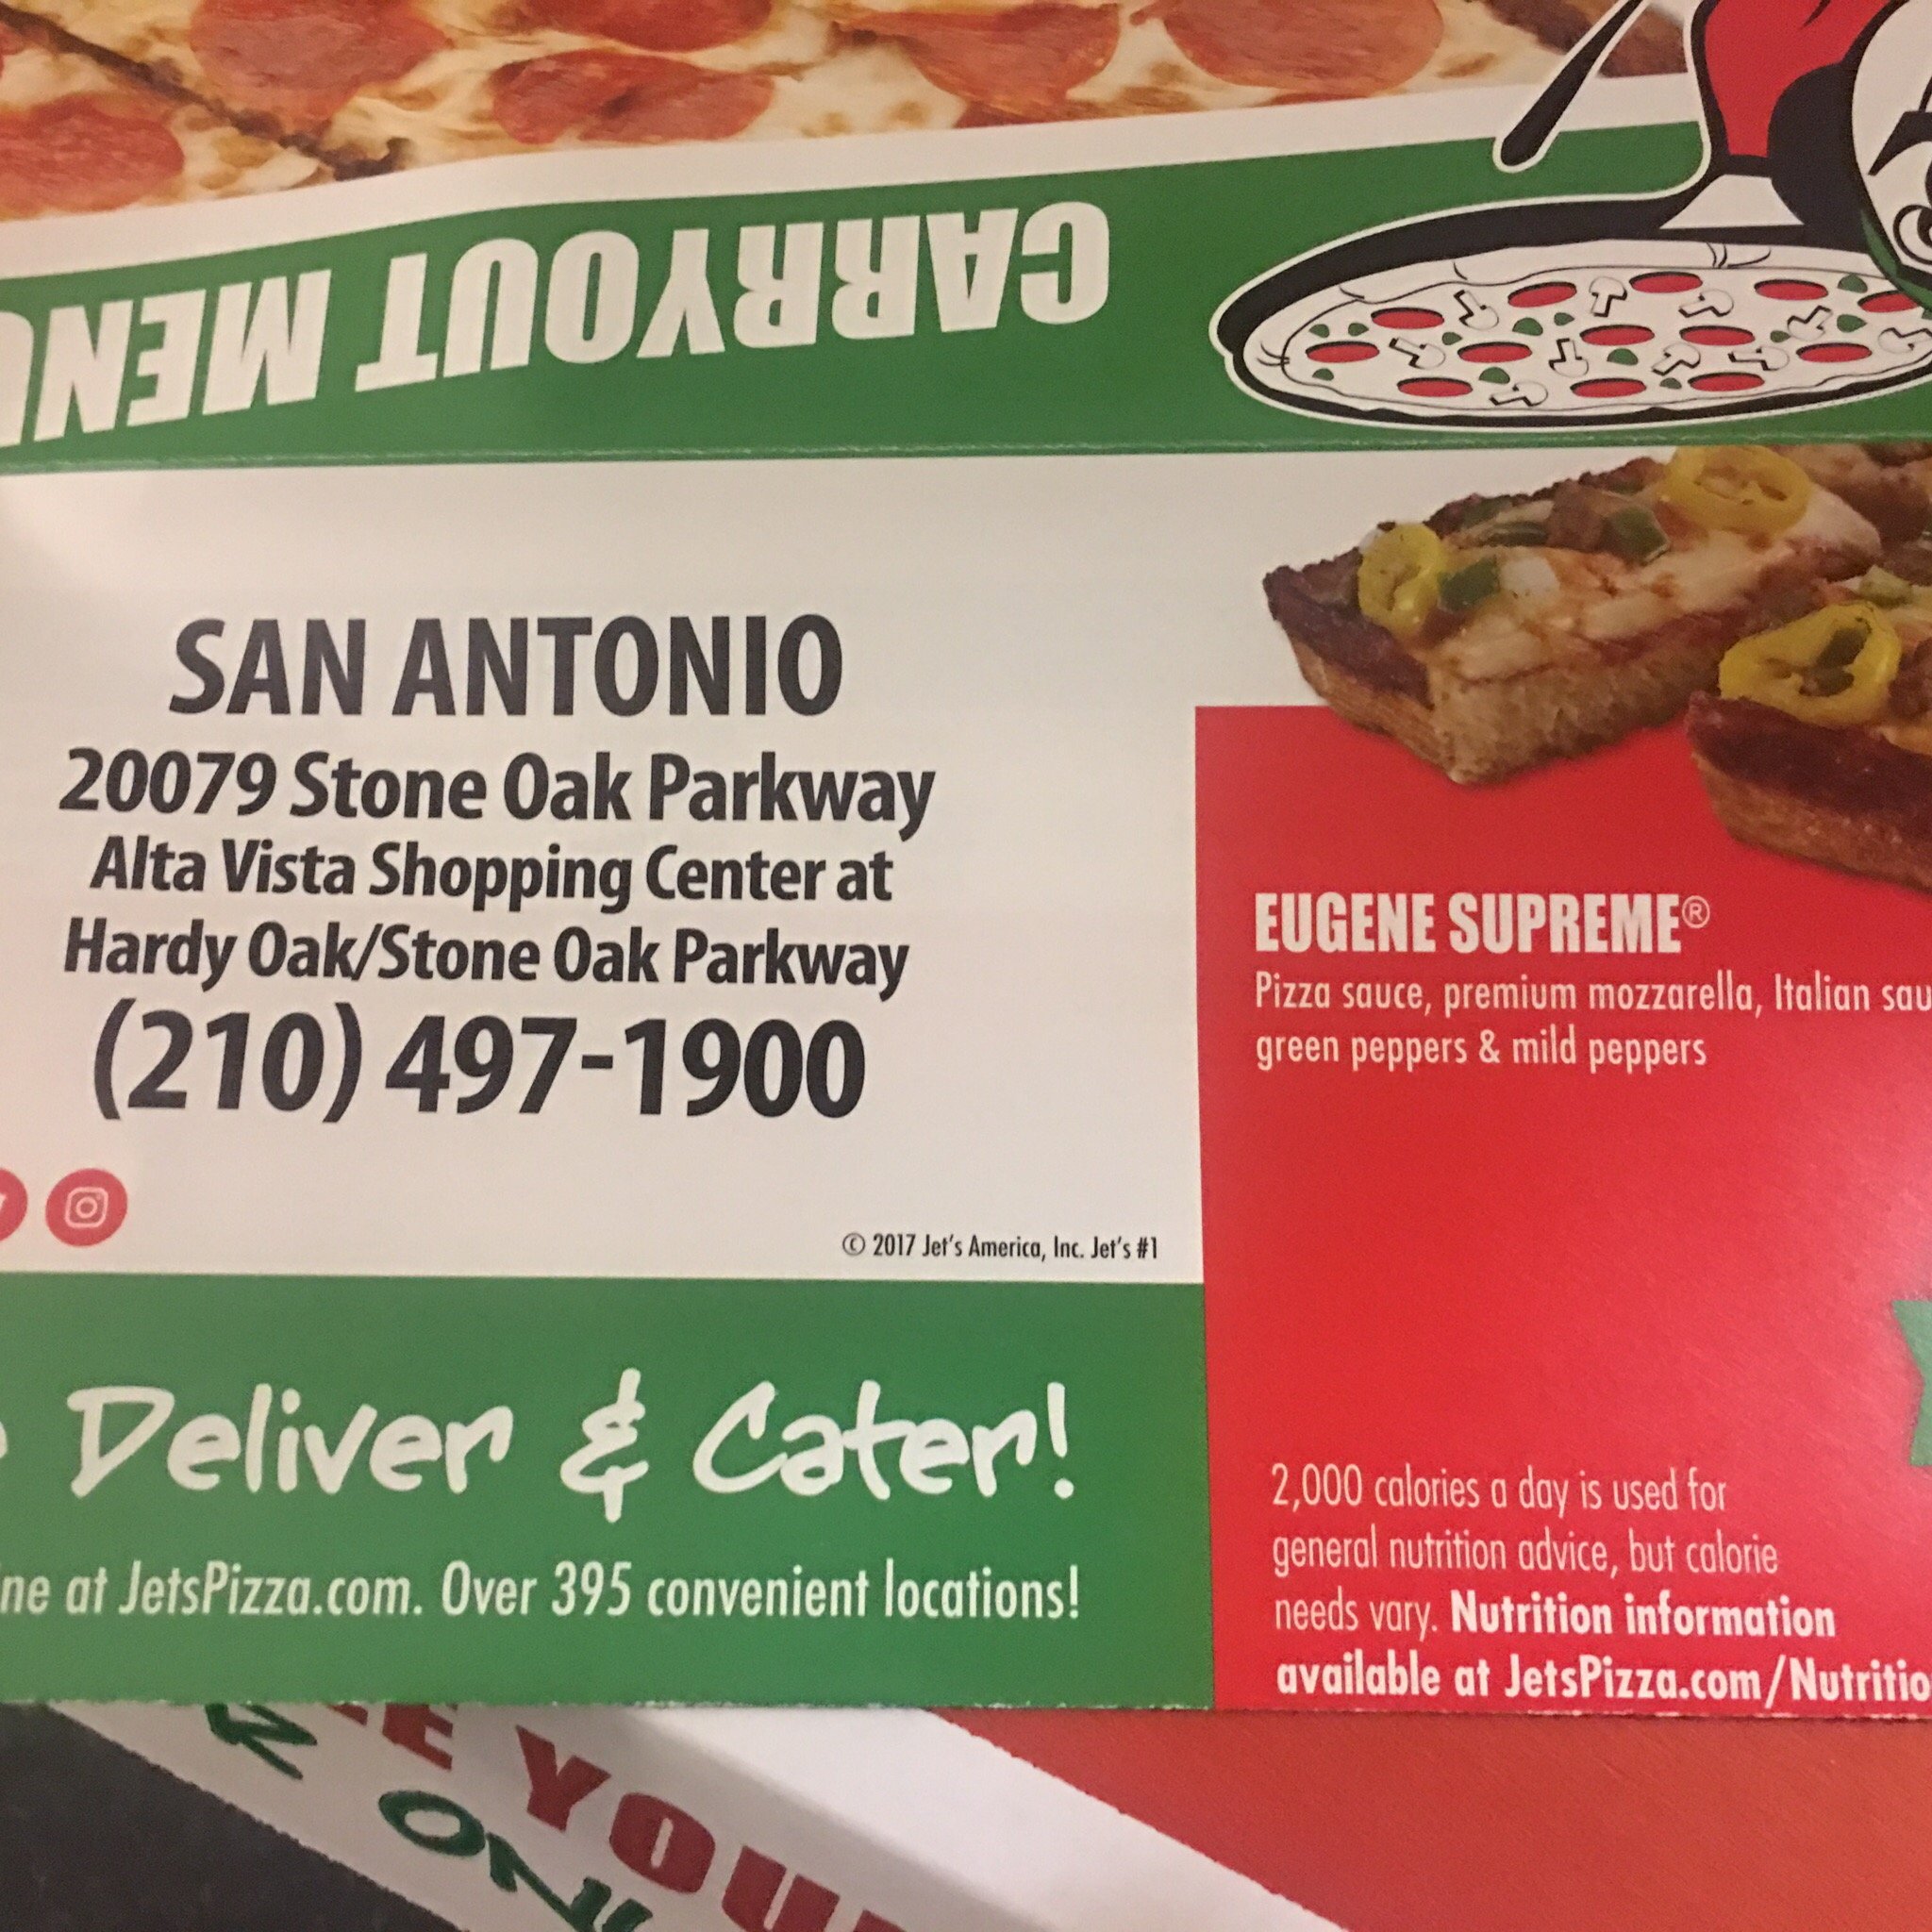 CARRYOUT MENU
SAN ANTONIO
20079 Stone Oak Parkway
Alta Vista Shopping Center at
Hardy Oak/Stone Oak Parkway
(210) 497-1900
© 2017 Jet's America, Inc. Jet's #1
Deliver & Cater!
at JetsPizza.com. Over 395 convenient locations!
EUGENE SUPREME®
Pizza sauce, premium mozzarella, Italian
green peppers & mild peppers
2,000 calories a day is used for
general nutrition advice, but calorie
needs vary. Nutrition information
available at JetsPizza.com/Nutritio